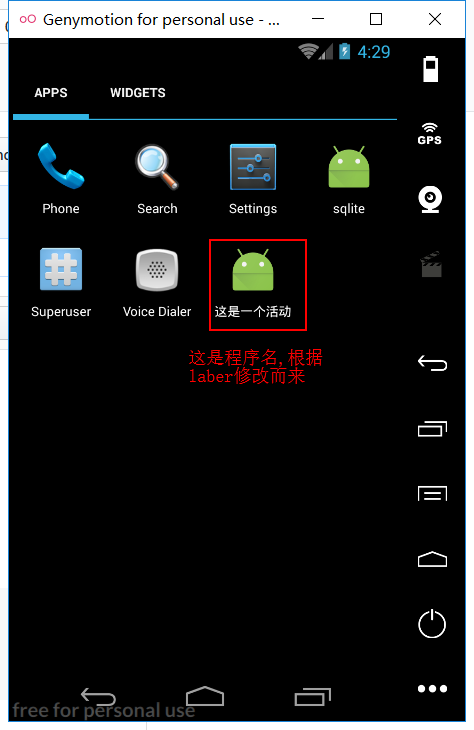 Genymotion for personal use - ...
4:29
APPS WIDGETS
GPS
Phone Search Settings sqlite
Superuser Voice Dialer 这是一个活动
这是程序名,根据
laber修改而来
free for personal use